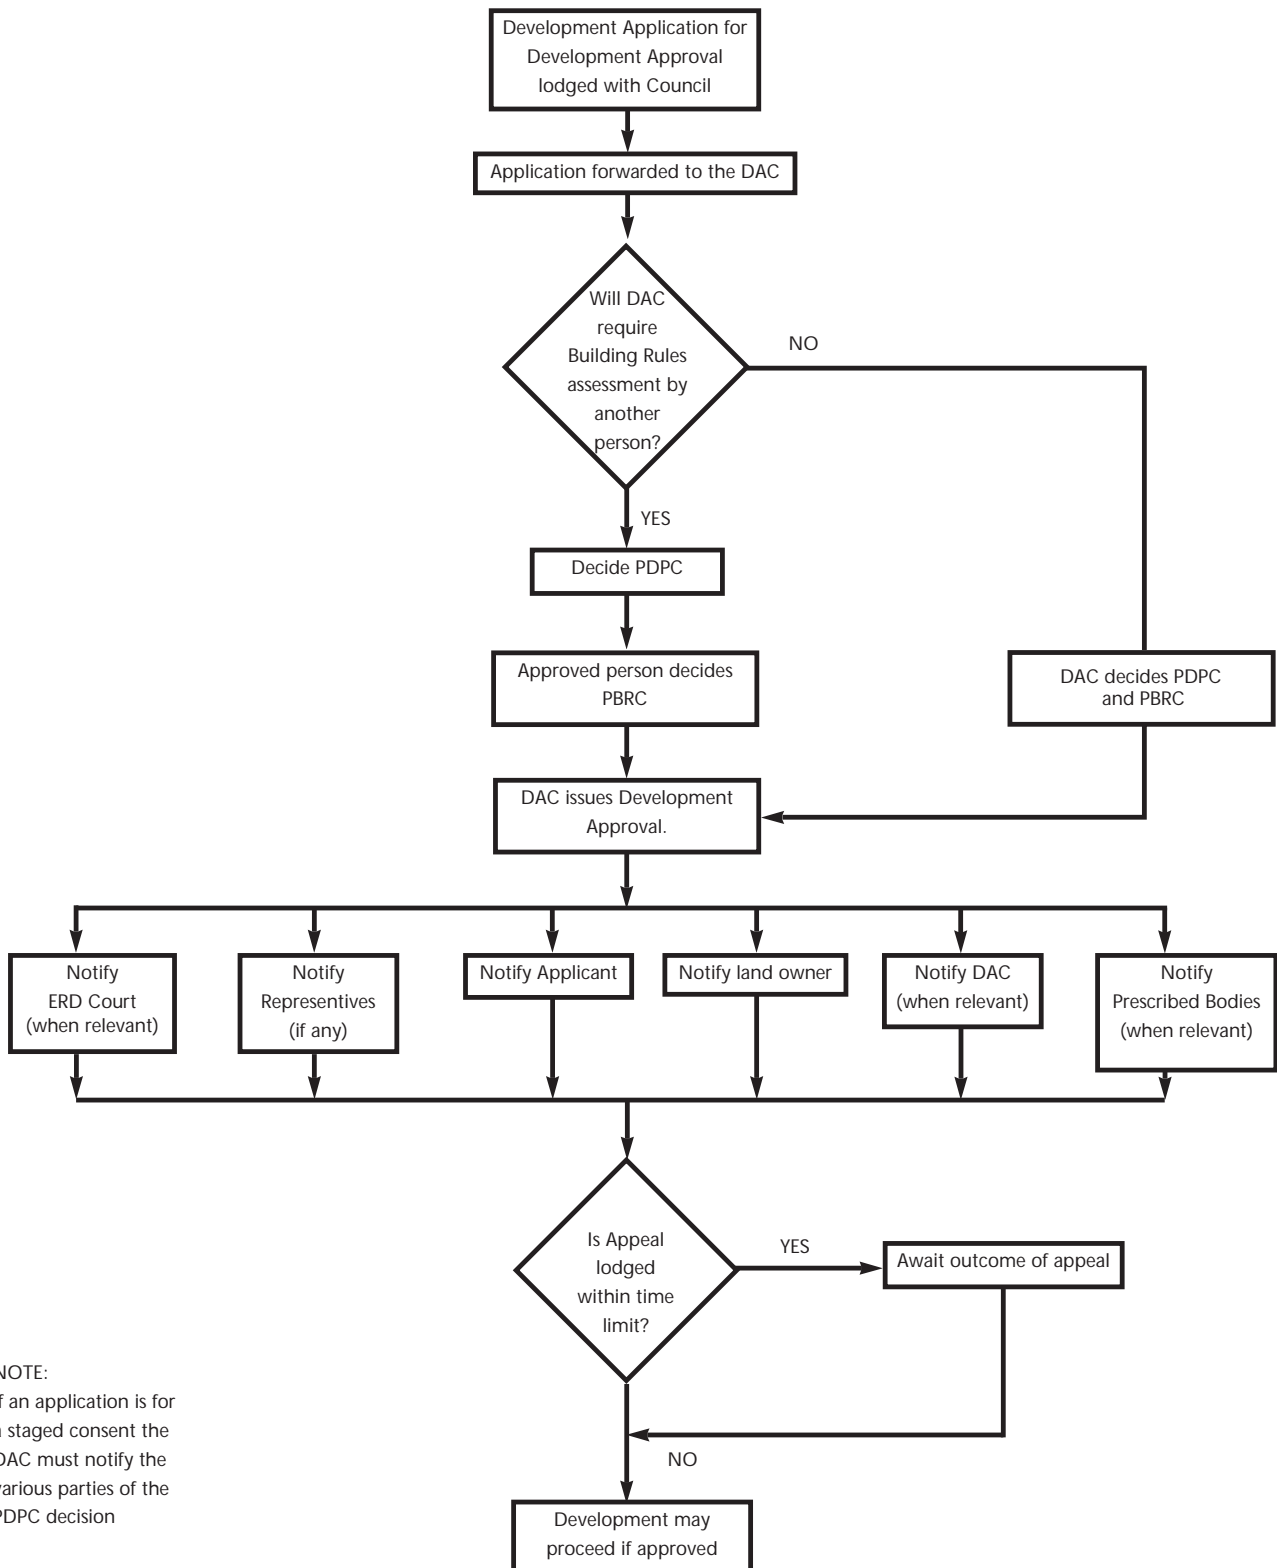 Development Application for
Development Approval
lodged with Council
Application forwarded to the DAC
Will DAC
require
Building Rules
assessment by
another
person?
NO
YES
Decide PDPC
Approved person decides
PBRC
DAC decides PDPC
and PBRC
DAC issues Development
Approval.
Notify
ERD Court
(when relevant)
Notify
Representives
(if any)
Notify Applicant
Notify land owner
Notify DAC
(when relevant)
Notify
Prescribed Bodies
(when relevant)
Is Appeal
lodged
within time
limit?
YES
Await outcome of appeal
NO
NOTE:
f an application is for
staged consent the
DAC must notify the
various parties of the
PDPC decision
Development may
proceed if approved